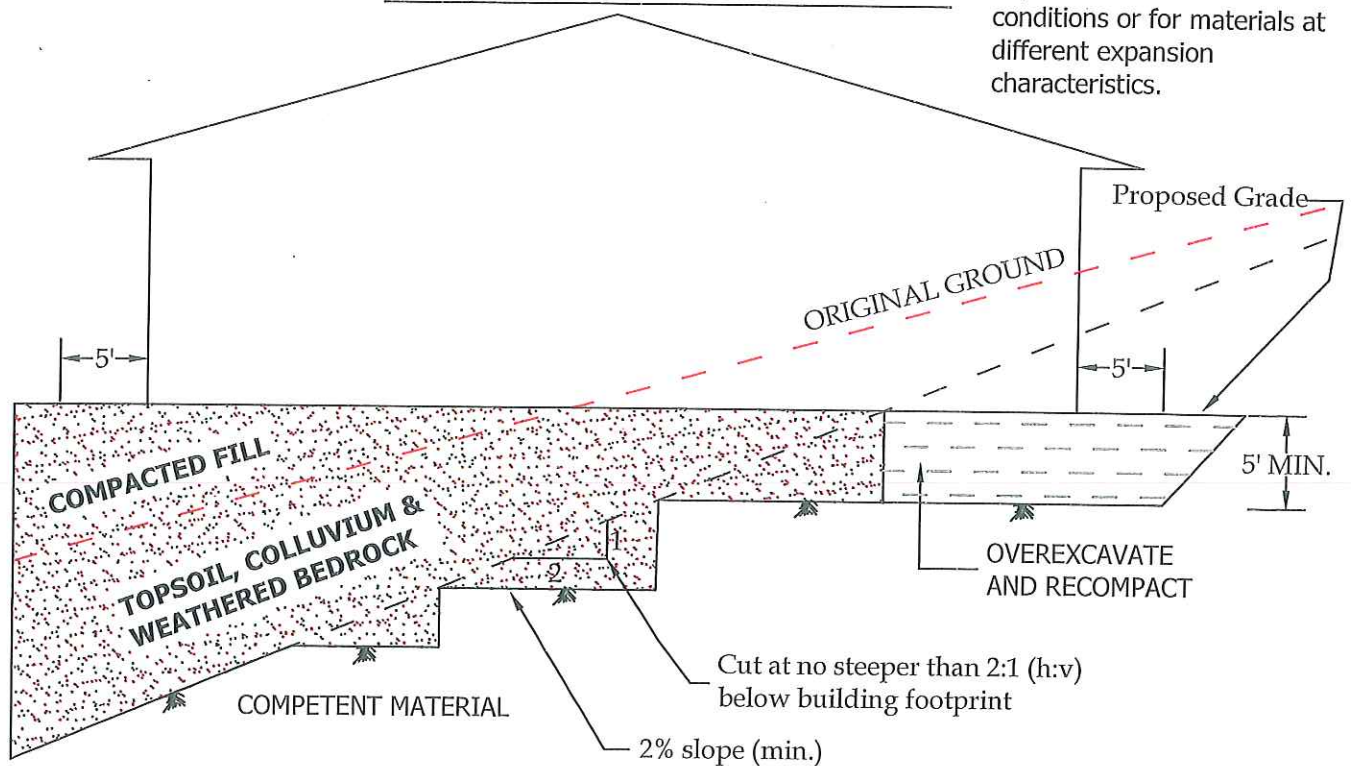 conditions or for materials at
different expansion
characteristics.
Proposed Grade
ORIGINAL GROUND
5'
5'
COMPACTED FILL
5' MIN.
TOPSOIL, COLLUVIUM &
WEATHERED BEDROCK
1
2
OVEREXCAVATE
AND RECOMPACT
Cut at no steeper than 2:1 (h:v)
below building footprint
COMPETENT MATERIAL
2% slope (min.)